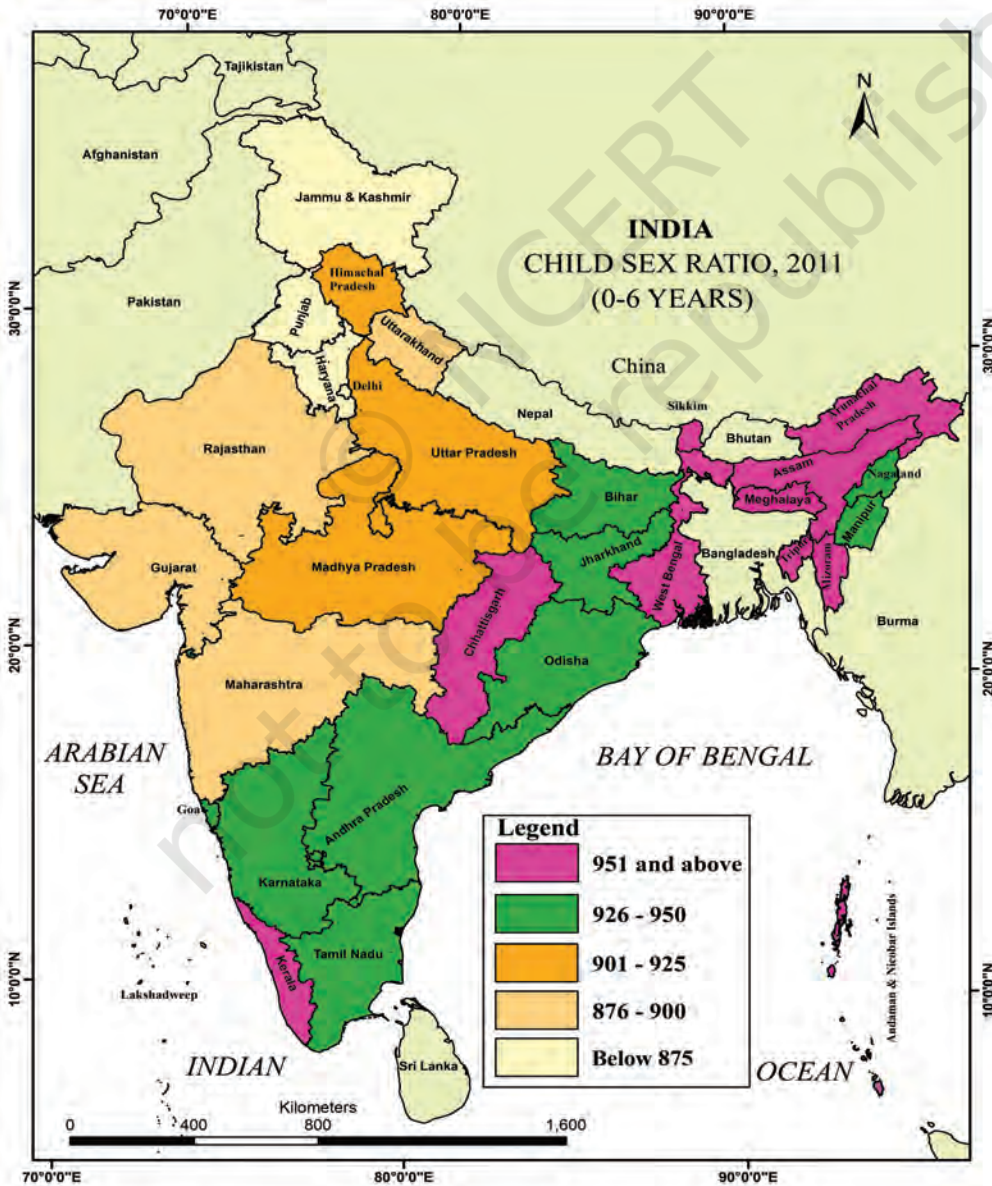 70°0'0"E
80°0'0"E
90°0'0"E
Tajikistan
N
Afghanistan
Jammu & Kashmir
INDIA
CHILD SEX RATIO, 2011
(0-6 YEARS)
Himachal
Pradesh
Pakistan
30°0'0"N
Punjab
Uttarakhand
30°0'0"N
Haryana
China
Delhi
Sikkim
Arunachal
Pradesh
Nepal
Bhutan
Rajasthan
Uttar Pradesh
Assam
Nagaland
Bihar
Meghalaya
Manipur
Jharkhand
Bangladesh
Tripura
Mizoram
Gujarat
Madhya Pradesh
West Bengal
Chhattisgarh
Burma
20°0'0"N
Odisha
20°0'0"N
Maharashtra
ARABIAN
SEA
BAY OF BENGAL
Goa
Andhra Pradesh
Legend
951 and above
Karnataka
926 - 950
Tamil Nadu
901 - 925
Kerala
10°0'0"N
Lakshadweep
Andaman & Nicobar Islands
10°0'0"N
876 - 900
INDIAN
Sri Lanka
Below 875
OCEAN
Kilometers
0 400 800 1,600
70°0'0"E
80°0'0"E
90°0'0"E
© NCERT
not to be republish